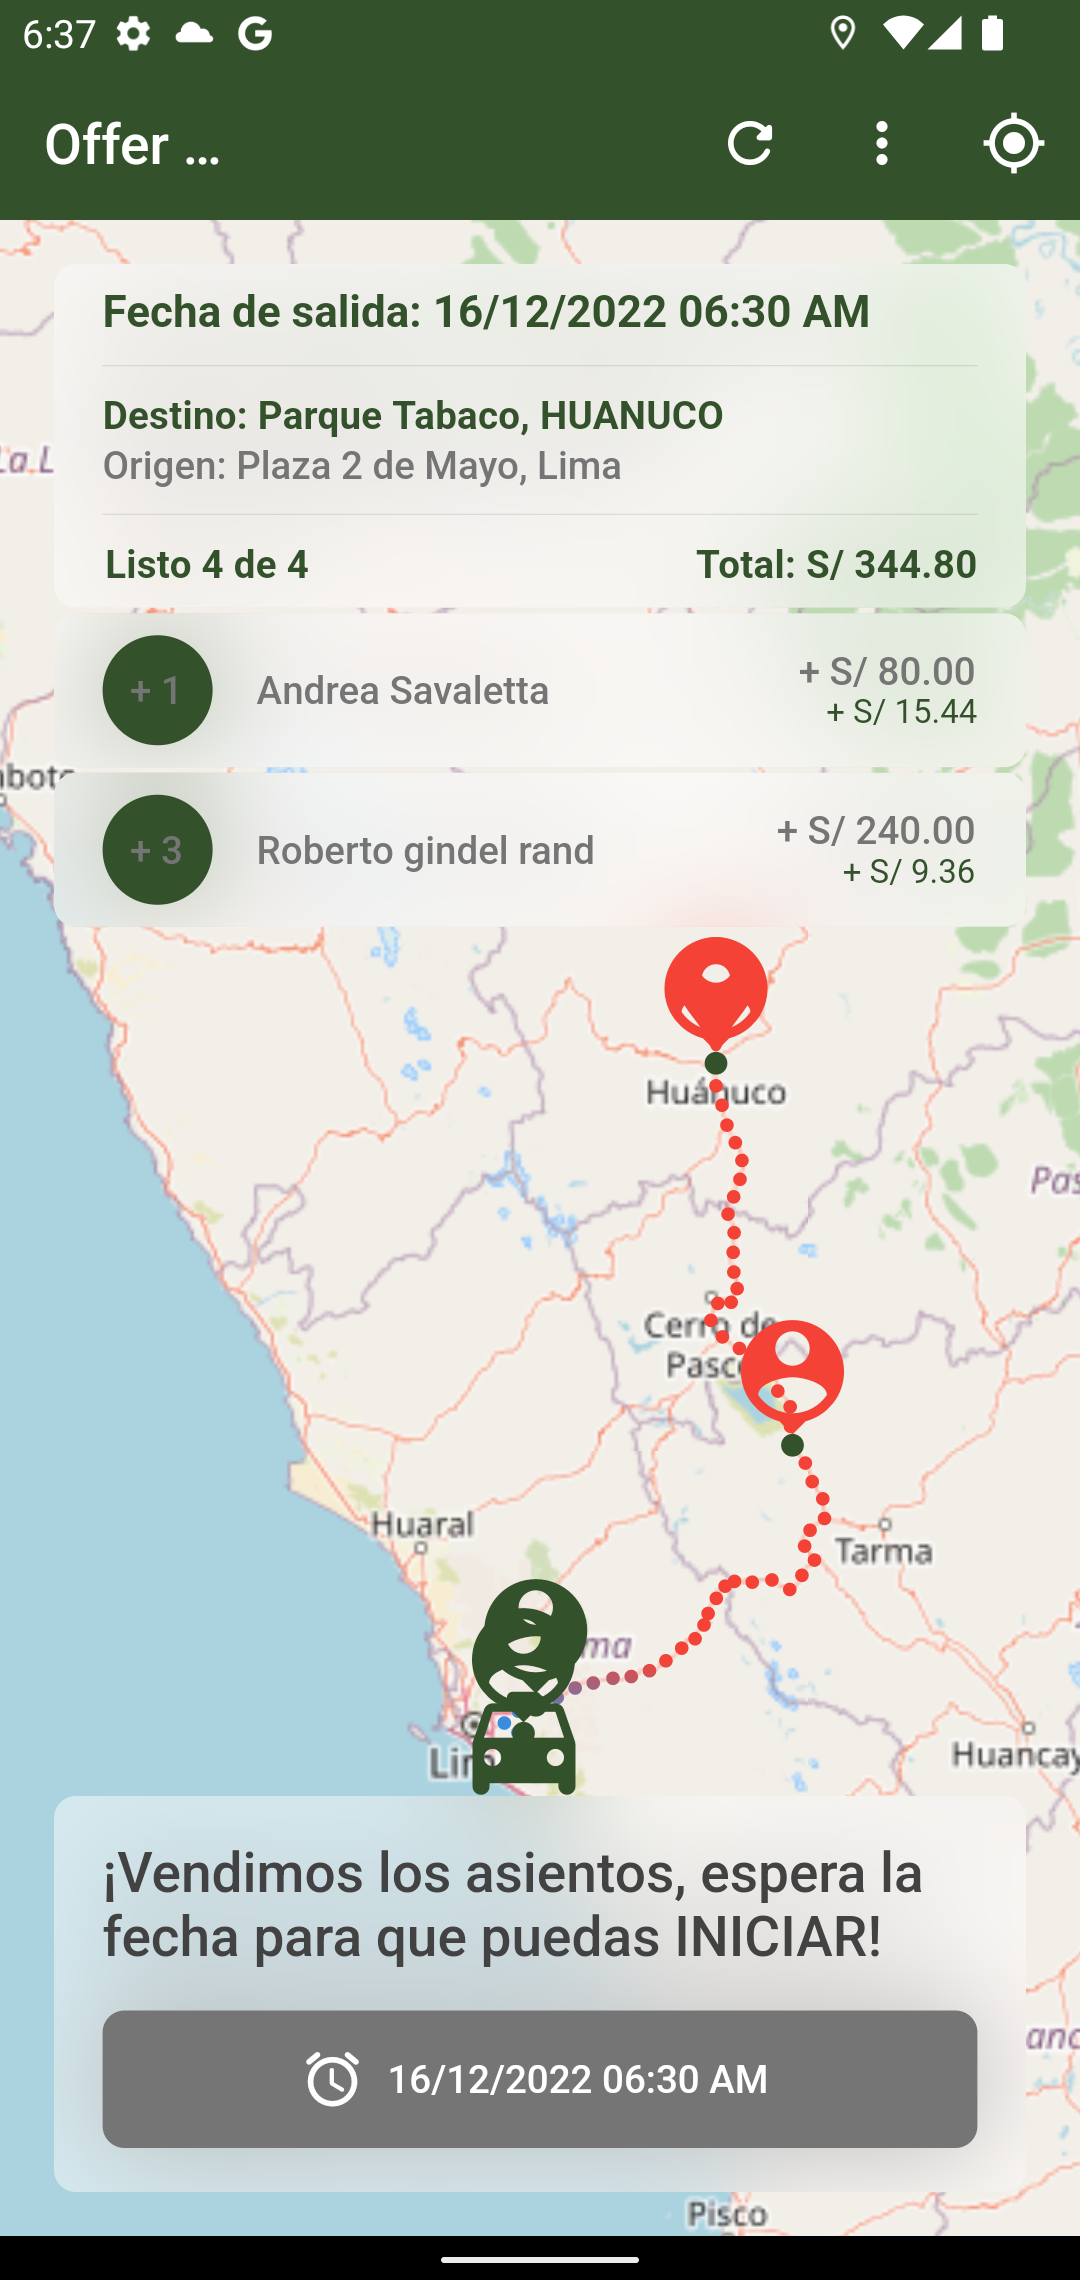 6:37
Offer ...
Fecha de salida: 16/12/2022 06:30 AM
Destino: Parque Tabaco, HUANUCO
Origen: Plaza 2 de Mayo, Lima
Listo 4 de 4
Total: S/ 344.80
+ 1
Andrea Savaletta
+ S/ 80.00
+ S/ 15.44
+ 3
Roberto gindel rand
+ S/ 240.00
+ S/ 9.36
Huánuco
Cerro de
Pasco
Huaral
Tarma
Huancay
Pisco
¡Vendimos los asientos, espera la
fecha para que puedas INICIAR!
16/12/2022 06:30 AM